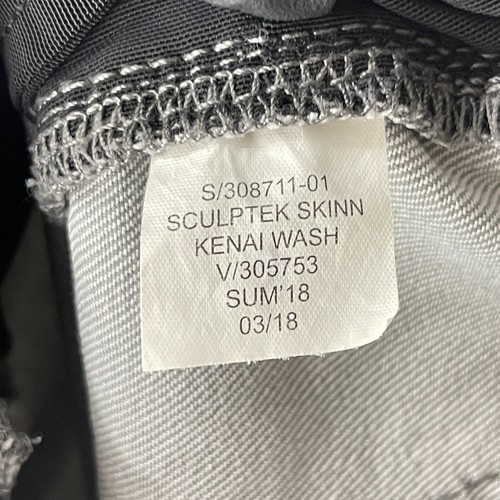 S/308711-01
SCULPTEK SKINN
KENAI WASH
V/305753
SUM'18
03/18